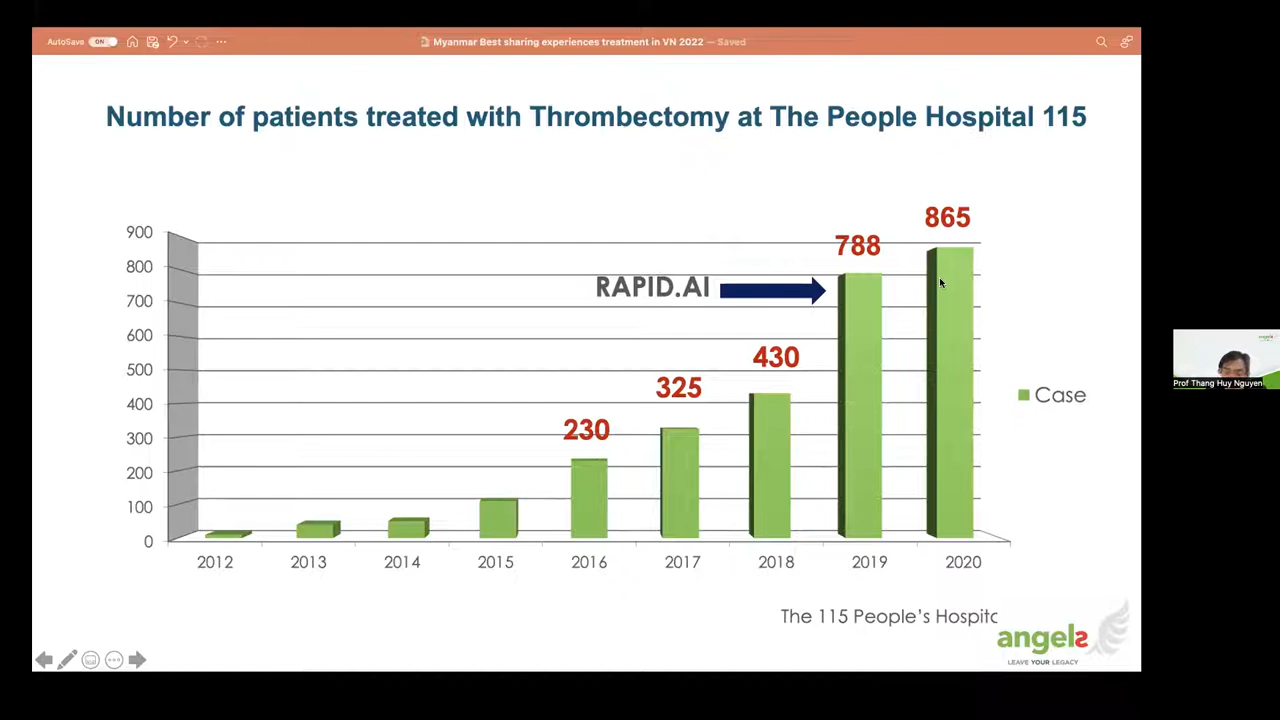 AutoSave ON
Myanmar Best sharing experiences treatment in VN 2022 — Saved
Number of patients treated with Thrombectomy at The People Hospital 115
900
800
700
600
500
400
300
200
100
0
230
325
430
788
865
RAPID.AI
2012 2013 2014 2015 2016 2017 2018 2019 2020
Case
The 115 People's Hospita
angels
LEAVE YOUR LEGACY
angels
Prof Thang Huy Nguyen